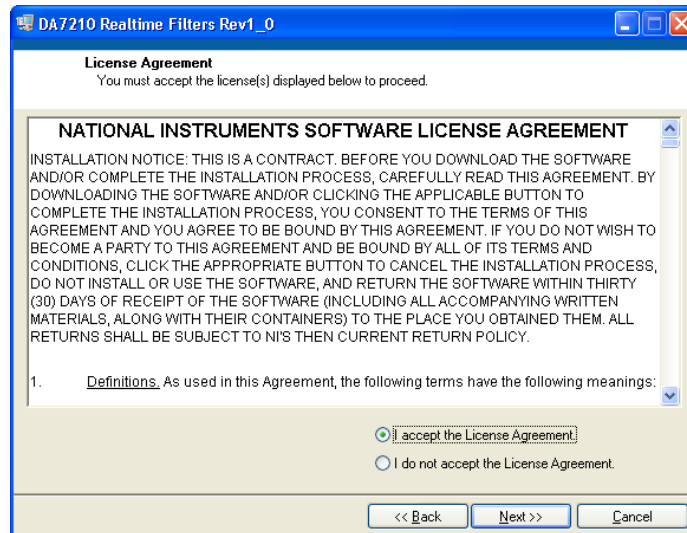 DA7210 Realtime Filters Rev1_0
License Agreement
You must accept the license(s) displayed below to proceed.
NATIONAL INSTRUMENTS SOFTWARE LICENSE AGREEMENT
INSTALLATION NOTICE: THIS IS A CONTRACT. BEFORE YOU DOWNLOAD THE SOFTWARE
AND/OR COMPLETE THE INSTALLATION PROCESS, CAREFULLY READ THIS AGREEMENT. BY
DOWNLOADING THE SOFTWARE AND/OR CLICKING THE APPLICABLE BUTTON TO
COMPLETE THE INSTALLATION PROCESS, YOU CONSENT TO THE TERMS OF THIS
AGREEMENT AND YOU AGREE TO BE BOUND BY THIS AGREEMENT. IF YOU DO NOT WISH TO
BECOME A PARTY TO THIS AGREEMENT AND BE BOUND BY ALL OF ITS TERMS AND
CONDITIONS, CLICK THE APPROPRIATE BUTTON TO CANCEL THE INSTALLATION PROCESS,
DO NOT INSTALL OR USE THE SOFTWARE, AND RETURN THE SOFTWARE WITHIN THIRTY
(30) DAYS OF RECEIPT OF THE SOFTWARE (INCLUDING ALL ACCOMPANYING WRITTEN
MATERIALS, ALONG WITH THEIR CONTAINERS) TO THE PLACE YOU OBTAINED THEM. ALL
RETURNS SHALL BE SUBJECT TO NI'S THEN CURRENT RETURN POLICY.
1. Definitions. As used in this Agreement, the following terms have the following meanings:
I accept the License Agreement.
I do not accept the License Agreement.
<< Back Next >> Cancel